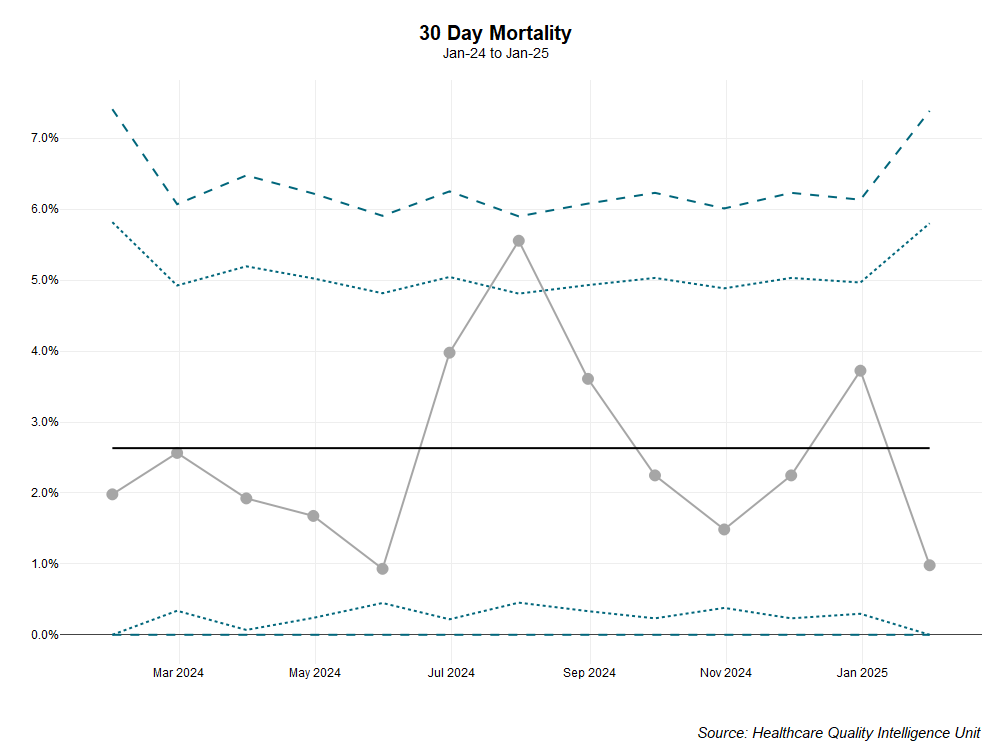 30 Day Mortality
Jan-24 to Jan-25
7.0%
6.0%
5.0%
4.0%
3.0%
2.0%
1.0%
0.0%
Mar 2024 May 2024 Jul 2024 Sep 2024 Nov 2024 Jan 2025
Source: Healthcare Quality Intelligence Unit